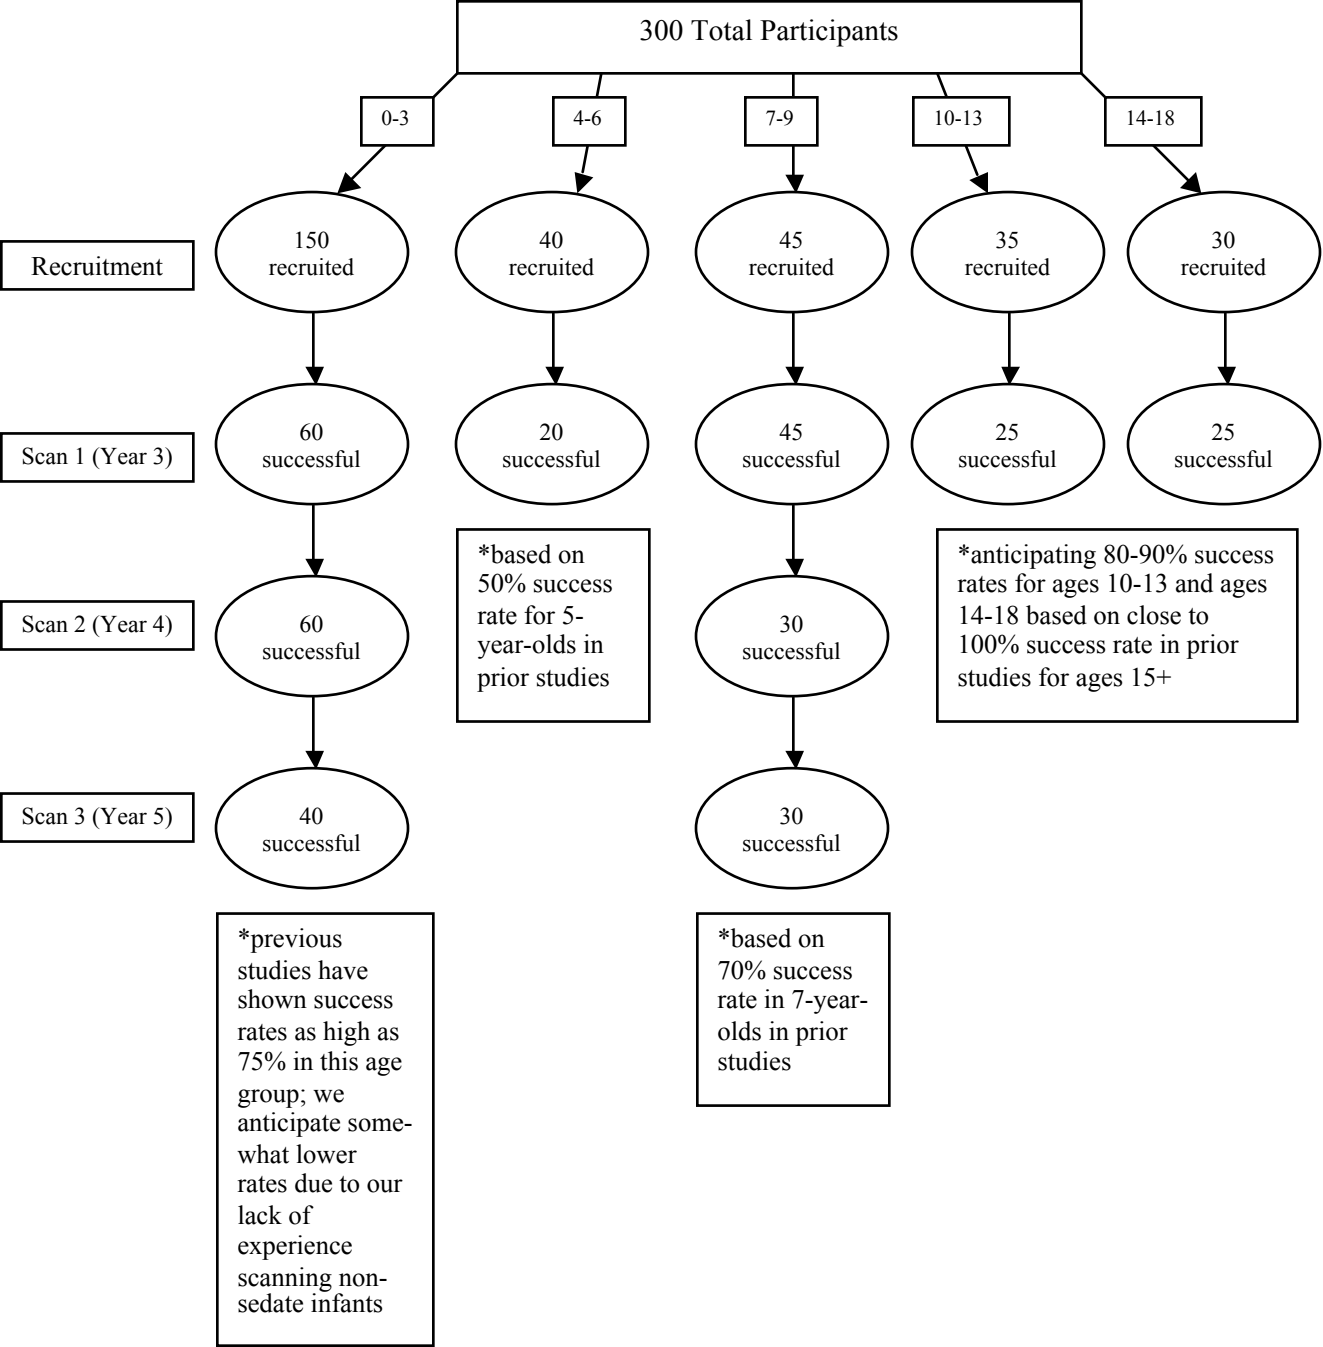 300 Total Participants
0-3
4-6
7-9
10-13
14-18
Recruitment
150
recruited
40
recruited
45
recruited
35
recruited
30
recruited
Scan 1 (Year 3)
60
successful
20
successful
45
successful
25
successful
25
successful
*based on
50% success
rate for 5-
year-olds in
prior studies
*anticipating 80-90% success
rates for ages 10-13 and ages
14-18 based on close to
100% success rate in prior
studies for ages 15+
Scan 2 (Year 4)
60
successful
30
successful
Scan 3 (Year 5)
40
successful
30
successful
*previous
studies have
shown success
rates as high as
75% in this age
group; we
anticipate some-
what lower
rates due to our
lack of
experience
scanning non-
sedate infants
*based on
70% success
rate in 7-year-
olds in prior
studies